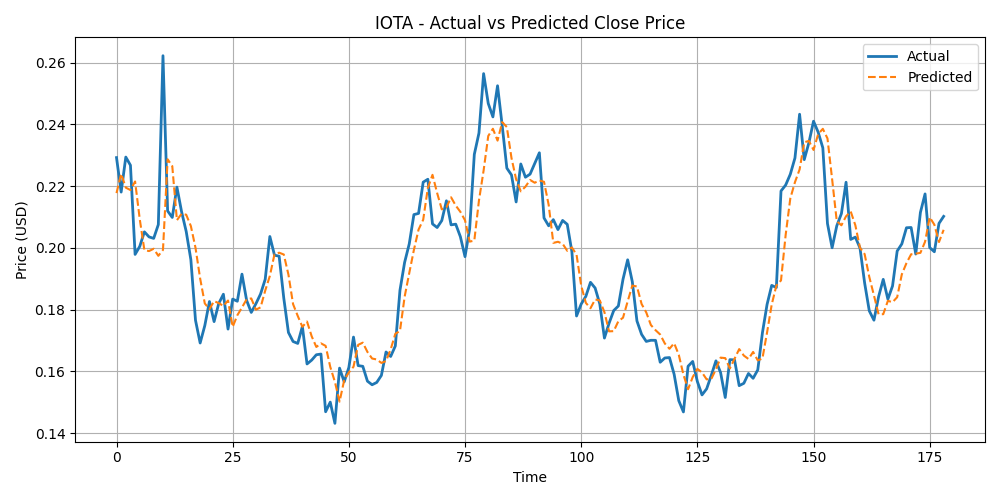 IOTA - Actual vs Predicted Close Price
Actual
Predicted
Price (USD)
0.26
0.24
0.22
0.20
0.18
0.16
0.14
0 25 50 75 100 125 150 175
Time